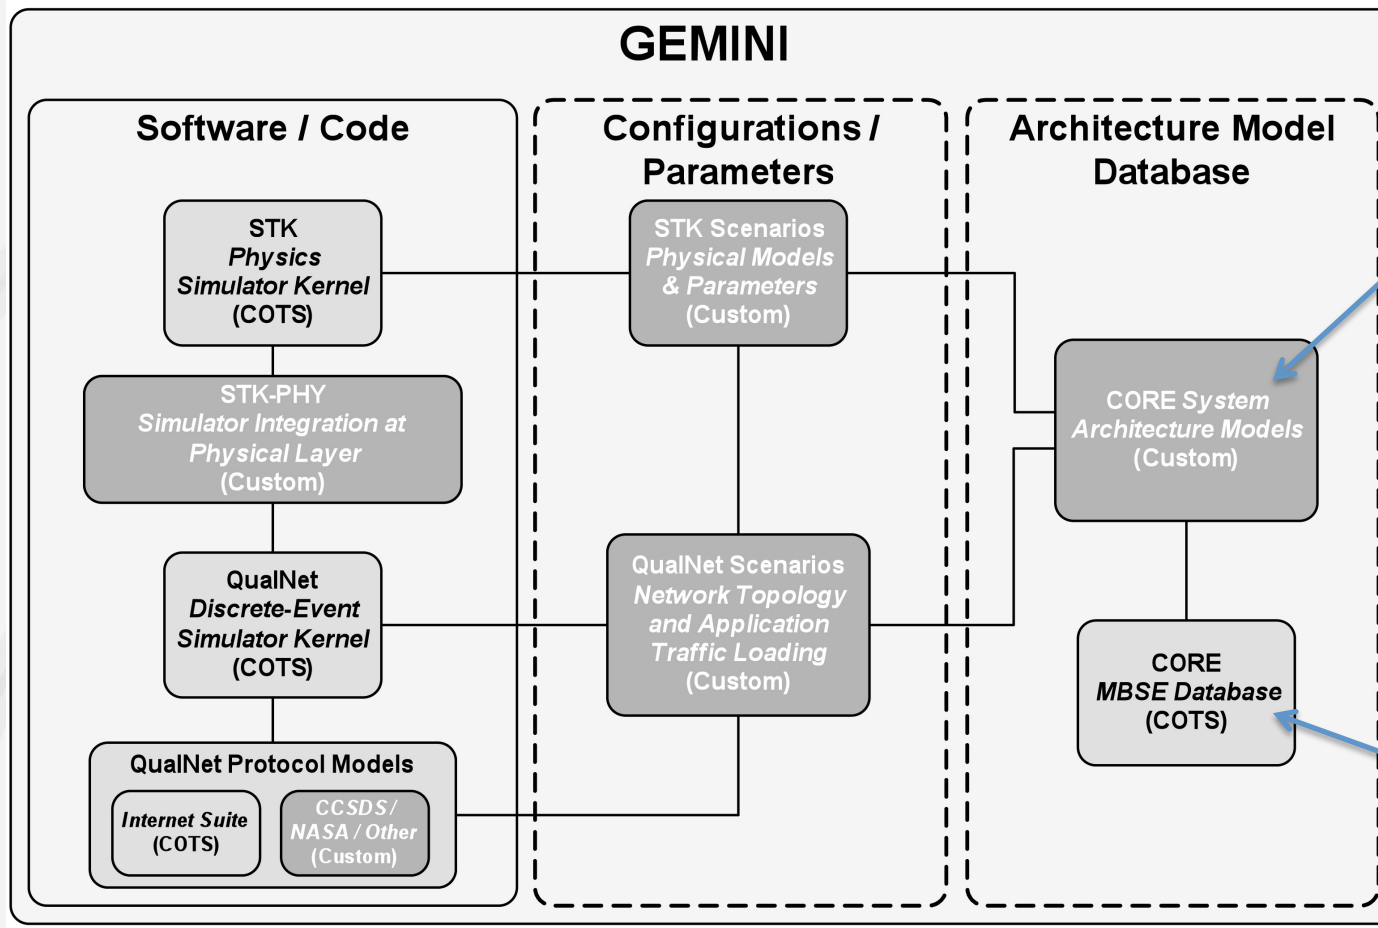 GEMINI
Software / Code
STK
Physics
Simulator Kernel
(COTS)
STK-PHY
Simulator Integration at
Physical Layer
(Custom)
QualNet
Discrete-Event
Simulator Kernel
(COTS)
QualNet Protocol Models
Internet Suite
(COTS)
CCSDS /
NASA / Other
(Custom)
Configurations /
Parameters
STK Scenarios
Physical Models
& Parameters
(Custom)
QualNet Scenarios
Network Topology
and Application
Traffic Loading
(Custom)
Architecture Model
Database
CORE System
Architecture Models
(Custom)
CORE
MBSE Database
(COTS)